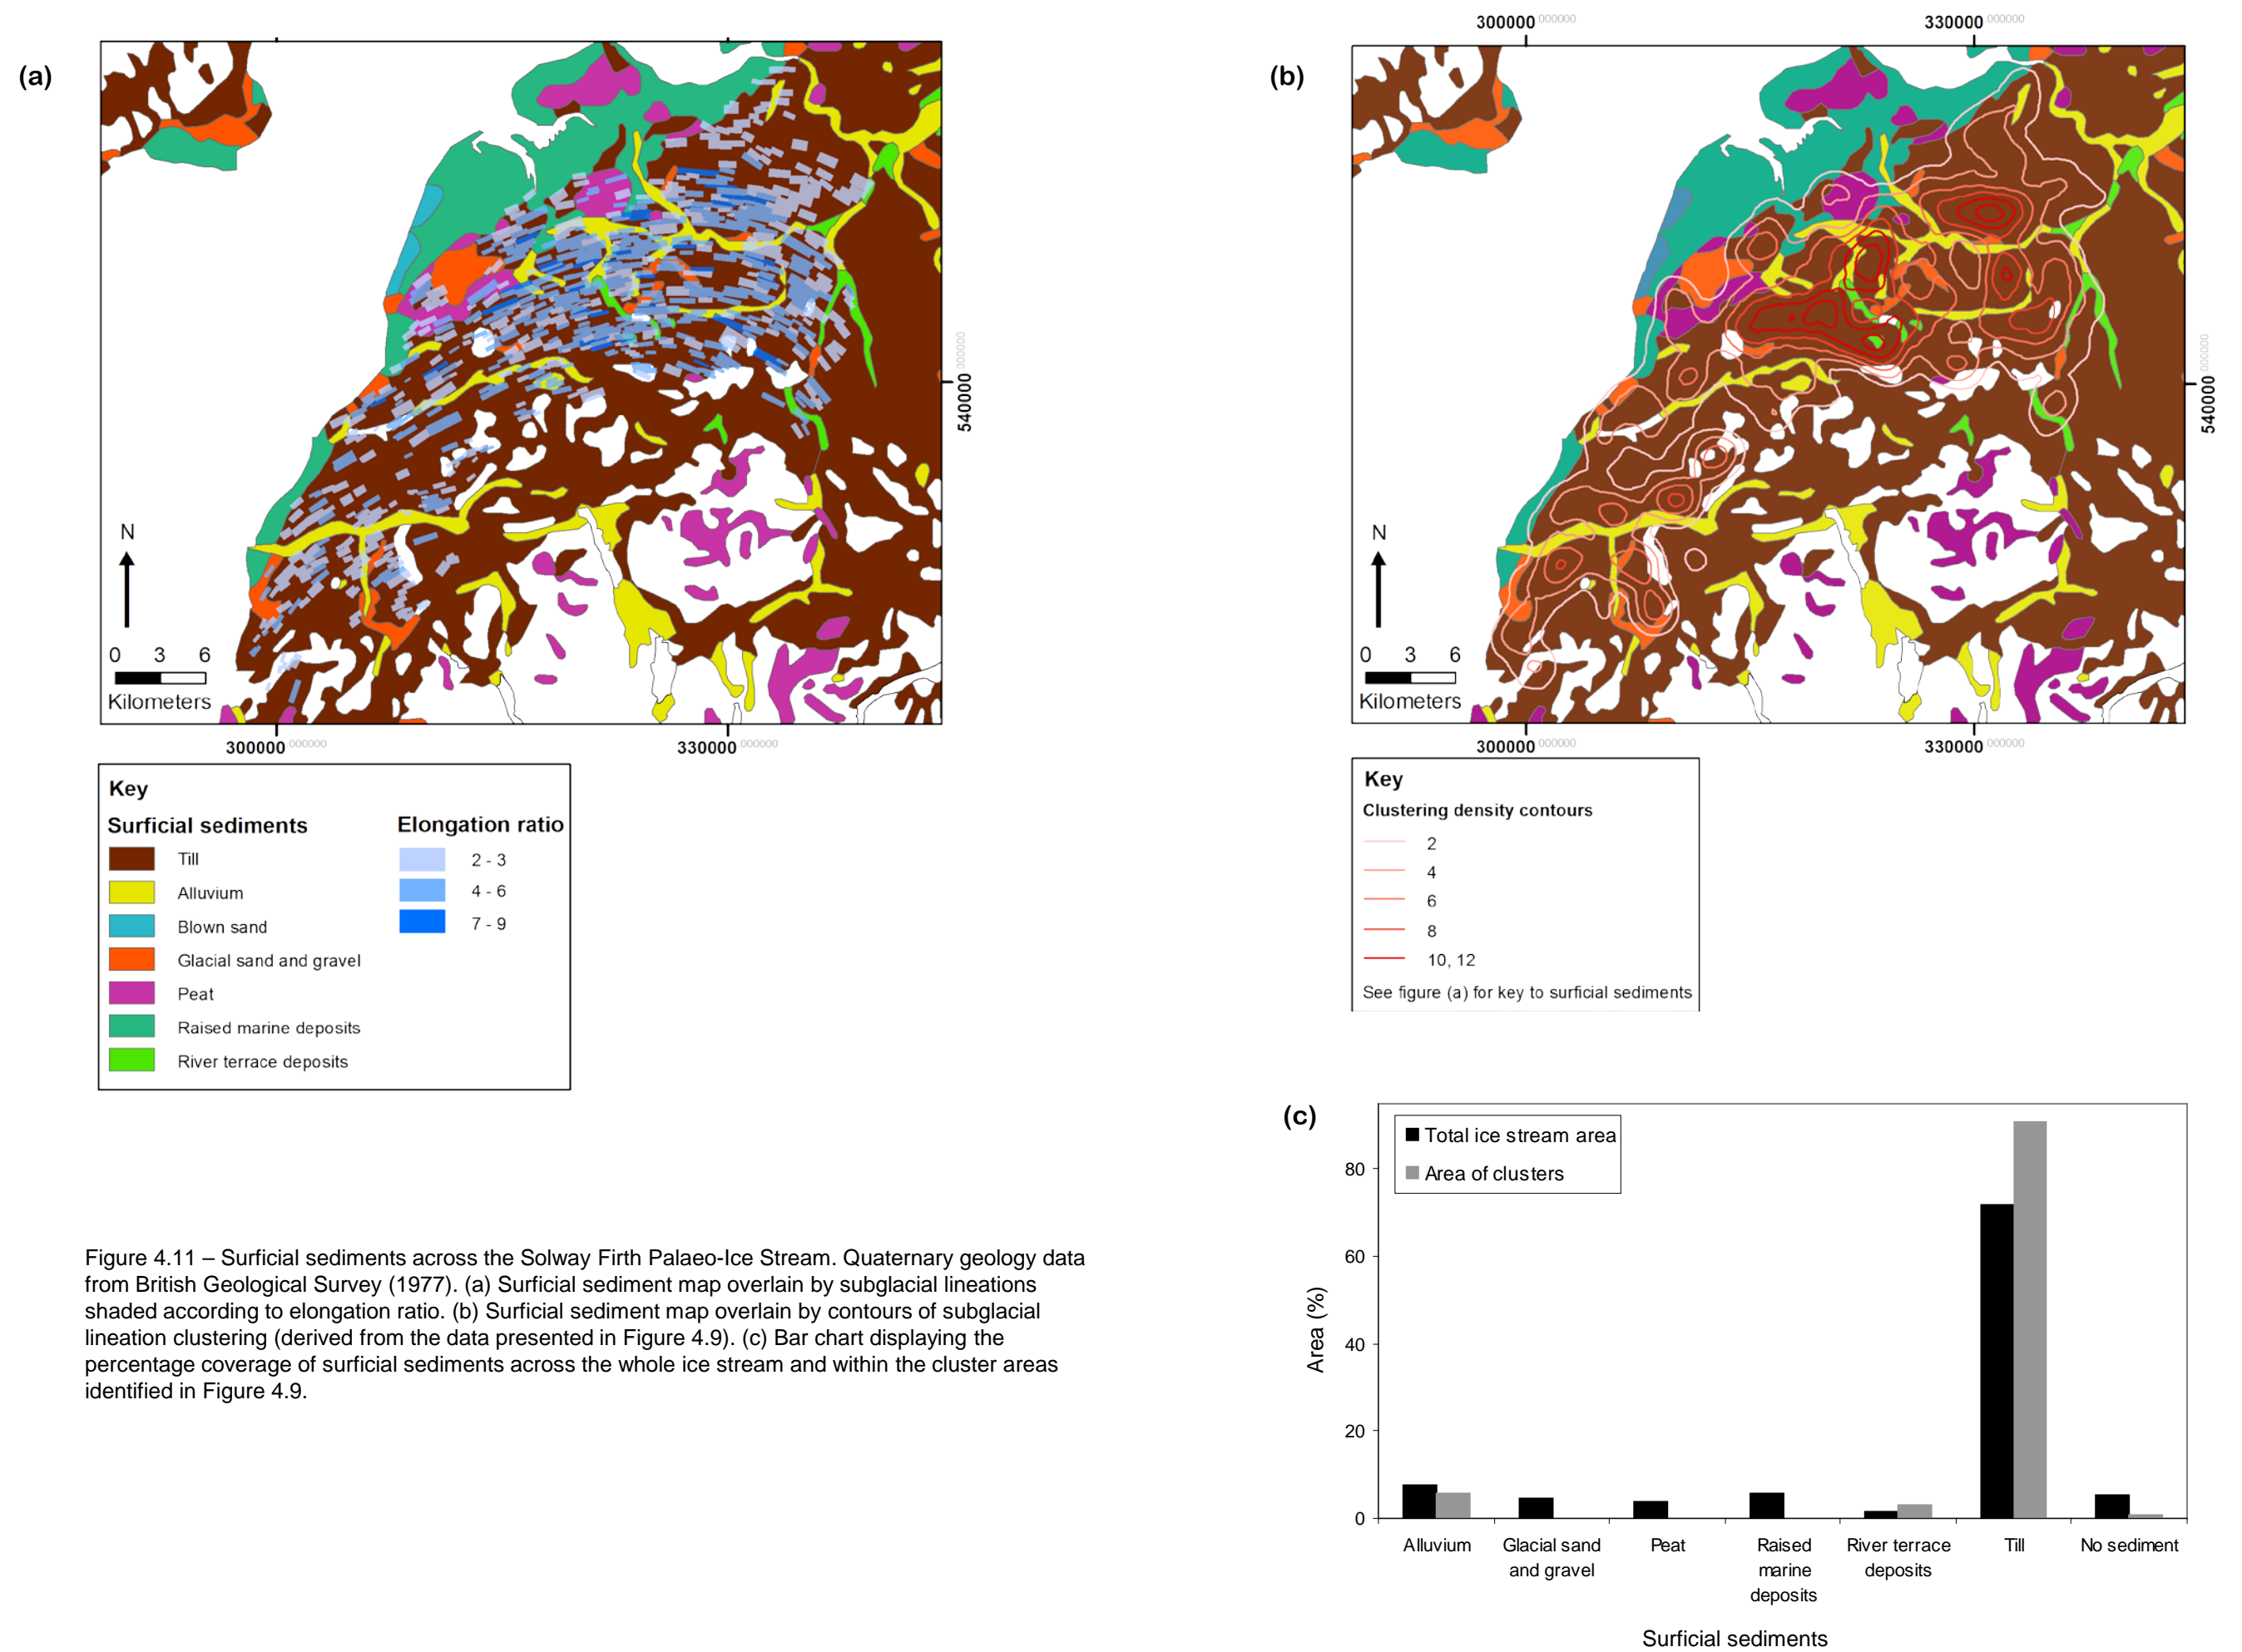 (a)
N
0 3 6
Kilometers
300000 000000
330000 000000
540000 000000
Key
Surficial sediments
Till
Alluvium
Blown sand
Glacial sand and gravel
Peat
Raised marine deposits
River terrace deposits
Elongation ratio
2 - 3
4 - 6
7 - 9
(b)
300000 000000
330000 000000
N
0 3 6
Kilometers
300000 000000
330000 000000
540000 000000
Key
Clustering density contours
2
4
6
8
10, 12
See figure (a) for key to surficial sediments
(c)
Total ice stream area
Area of clusters
Area (%)
80
60
40
20
0
Alluvium
Glacial sand
and gravel
Peat
Raised
marine
deposits
River terrace
deposits
Till
No sediment
Surficial sediments
Figure 4.11 – Surficial sediments across the Solway Firth Palaeo-Ice Stream. Quaternary geology data
from British Geological Survey (1977). (a) Surficial sediment map overlain by subglacial lineations
shaded according to elongation ratio. (b) Surficial sediment map overlain by contours of subglacial
lineation clustering (derived from the data presented in Figure 4.9). (c) Bar chart displaying the
percentage coverage of surficial sediments across the whole ice stream and within the cluster areas
identified in Figure 4.9.